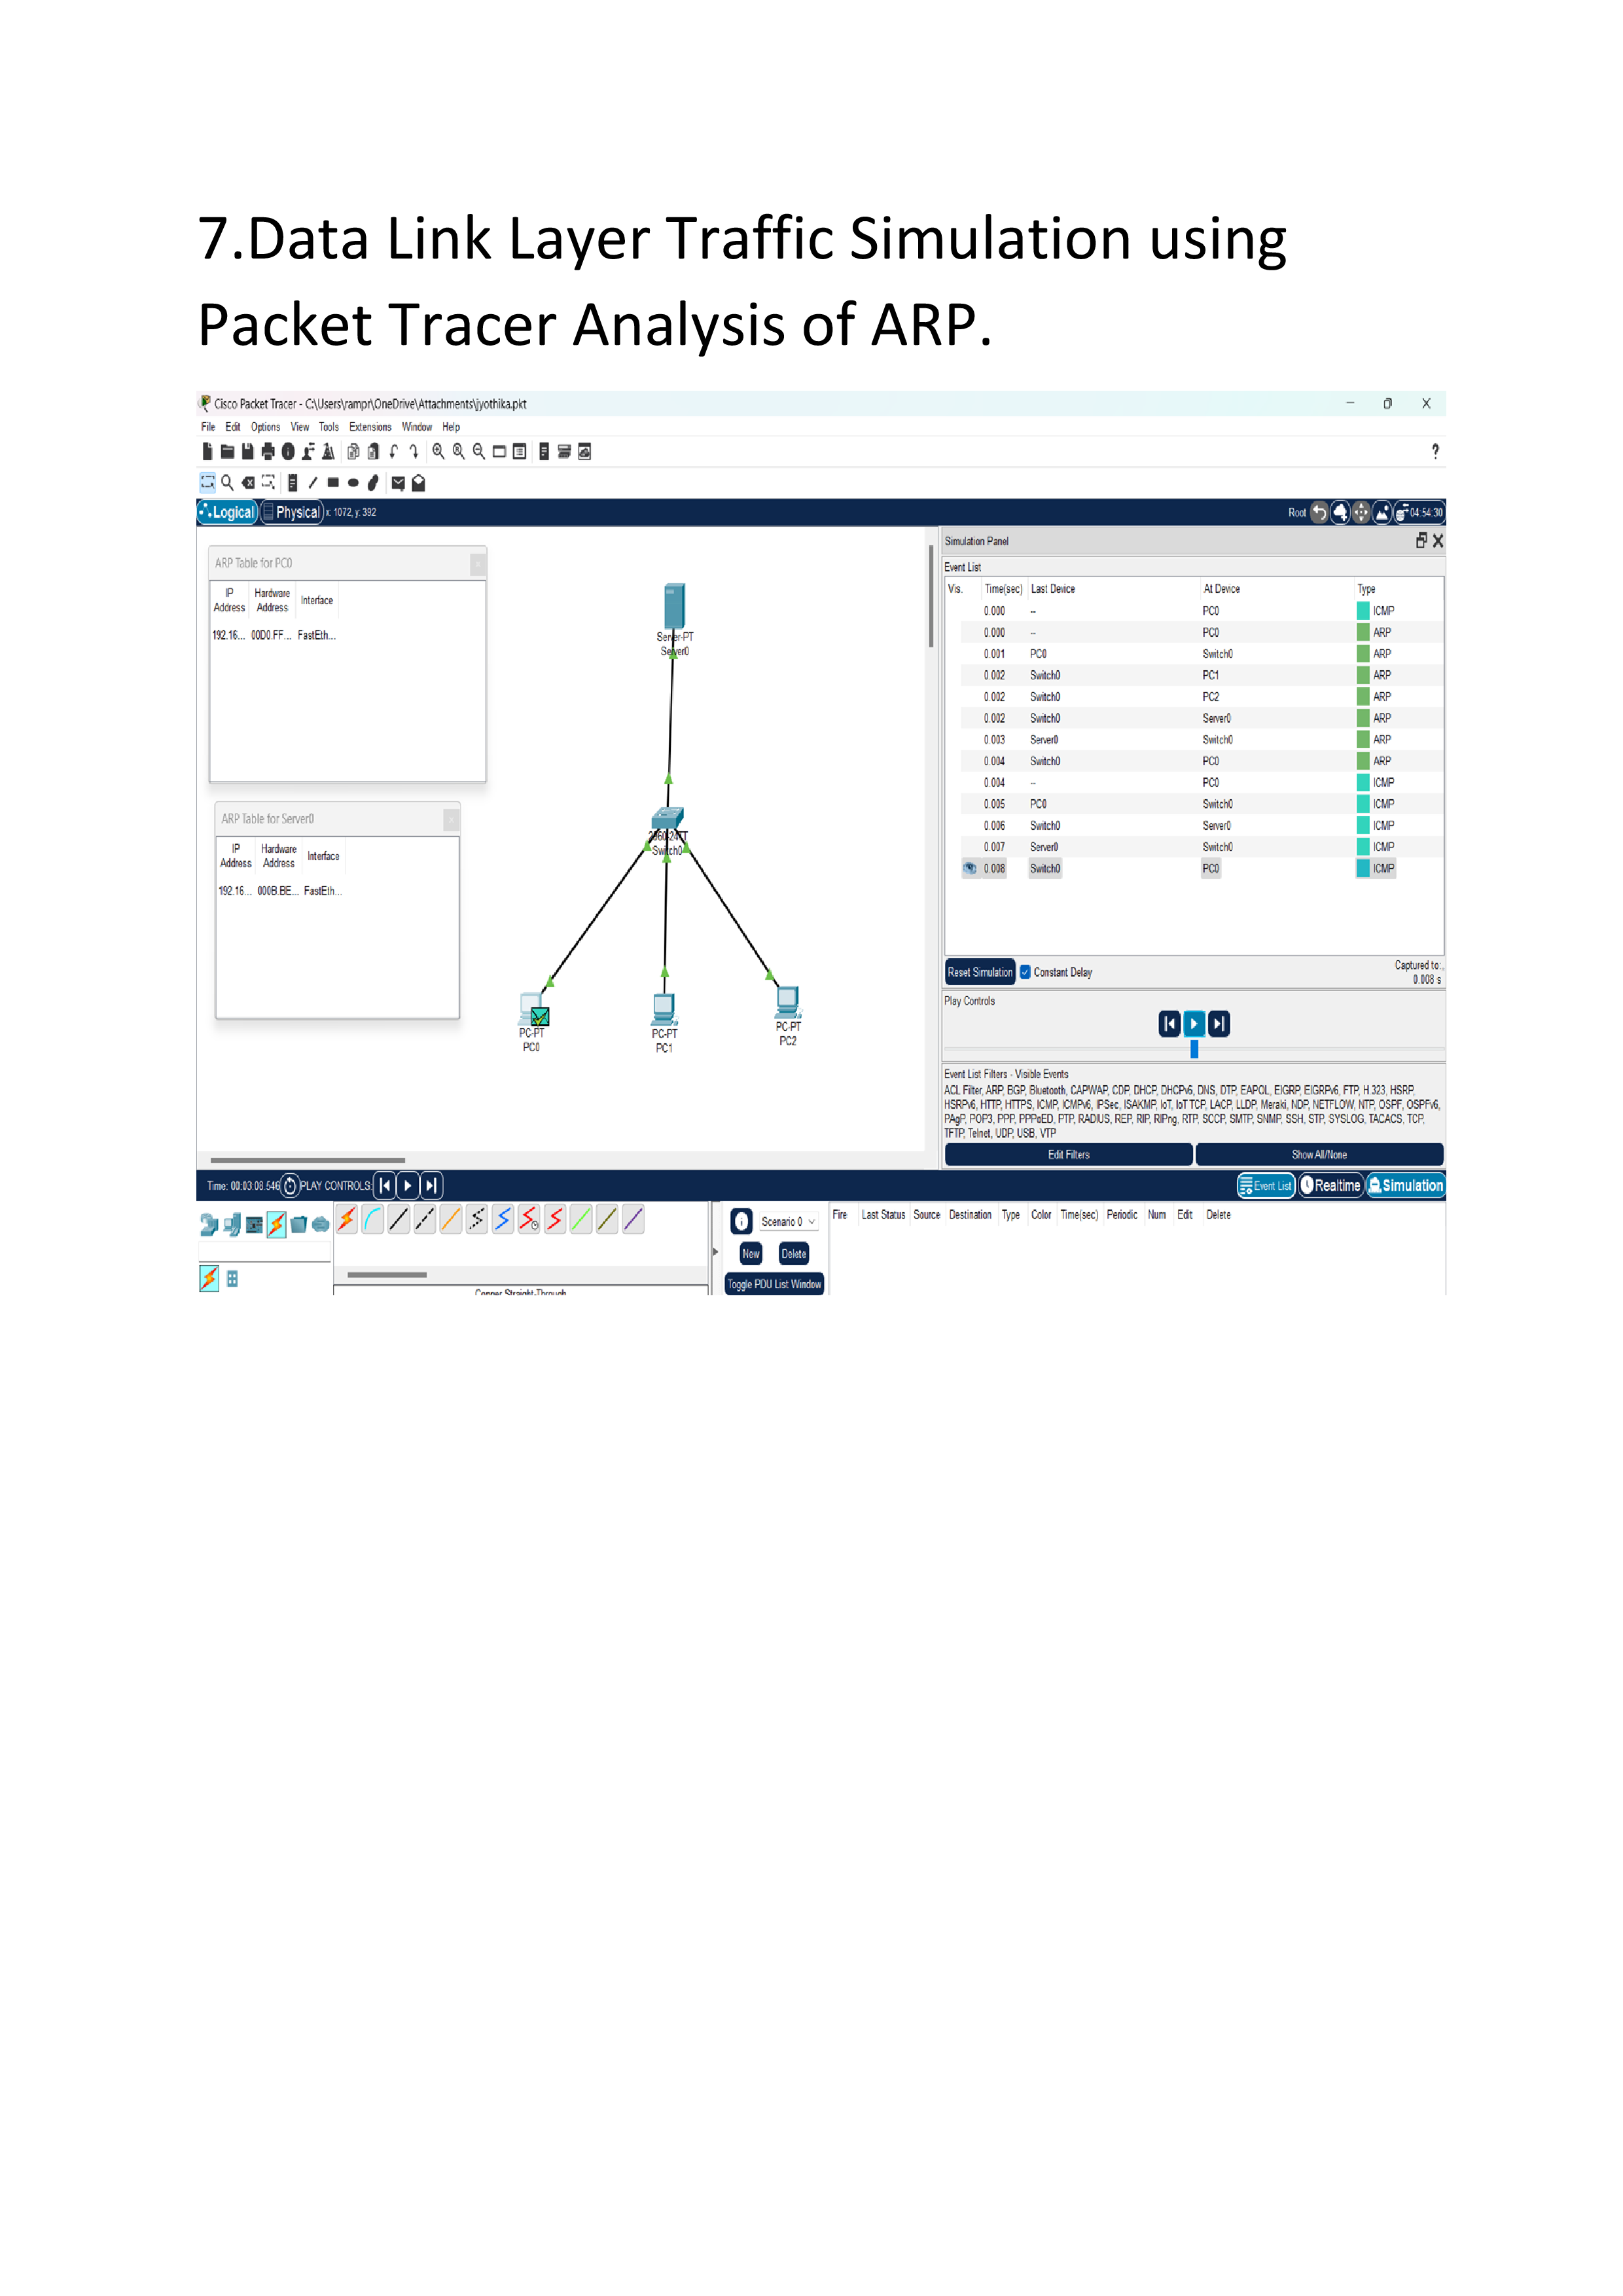 7.Data Link Layer Traffic Simulation using
Packet Tracer Analysis of ARP.
Cisco Packet Tracer - C:\Users\rampr\OneDrive\Attachments\jyothika.pkt
File Edit Options View Tools Extensions Window Help
Logical Physical x: 1072, y: 392
Root 04:54:30
ARP Table for PC0
IP Address Hardware Address Interface
192.16... 00D0.FF... FastEth...
ARP Table for Server0
IP Address Hardware Address Interface
192.16... 000B.BE... FastEth...
Server-PT
Server0
2960-24TT
Switch0
PC-PT
PC0
PC-PT
PC1
PC-PT
PC2
Simulation Panel
Event List
Vis. Time(sec) Last Device At Device Type
0.000 -- PC0 ICMP
0.000 -- PC0 ARP
0.001 PC0 Switch0 ARP
0.002 Switch0 PC1 ARP
0.002 Switch0 PC2 ARP
0.002 Switch0 Server0 ARP
0.003 Server0 Switch0 ARP
0.004 Switch0 PC0 ARP
0.004 -- PC0 ICMP
0.005 PC0 Switch0 ICMP
0.006 Switch0 Server0 ICMP
0.007 Server0 Switch0 ICMP
0.008 Switch0 PC0 ICMP
Reset Simulation Constant Delay Captured to:
0.008 s
Play Controls
Event List Filters - Visible Events
ACL Filter, ARP, BGP, Bluetooth, CAPWAP, CDP, DHCP, DHCPv6, DNS, DTP, EAPOL, EIGRP, EIGRPv6, FTP, H.323, HSRP,
HSRPv6, HTTP, HTTPS, ICMP, ICMPv6, IPSec, ISAKMP, IoT, IoT TCP, LACP, LLDP, Meraki, NDP, NETFLOW, NTP, OSPF, OSPFv6,
PAgP, POP3, PPP, PPPoED, PTP, RADIUS, REP, RIP, RIPng, RTP, SCCP, SMTP, SNMP, SSH, STP, SYSLOG, TACACS, TCP,
TFTP, Telnet, UDP, USB, VTP
Edit Filters Show All/None
Time: 00:03:08.546 PLAY CONTROLS:
Event List Realtime Simulation
Scenario 0
New Delete
Toggle PDU List Window
Fire Last Status Source Destination Type Color Time(sec) Periodic Num Edit Delete
Copper Straight-Through